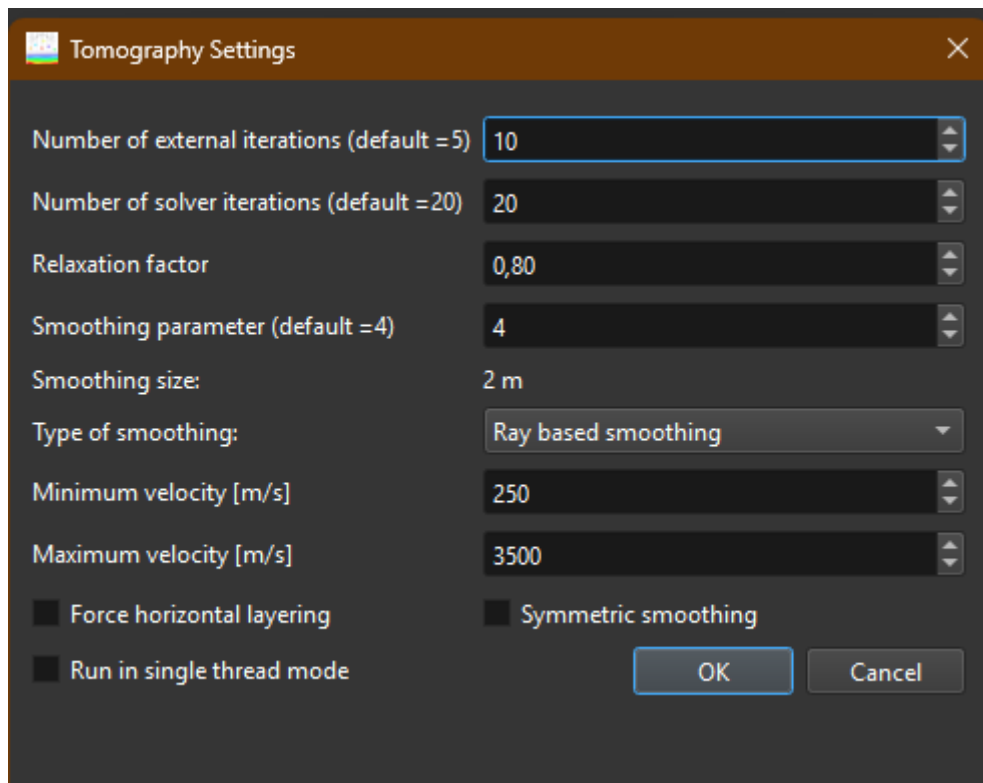 Tomography Settings
Number of external iterations (default =5) 10
Number of solver iterations (default =20) 20
Relaxation factor 0,80
Smoothing parameter (default =4) 4
Smoothing size: 2 m
Type of smoothing: Ray based smoothing
Minimum velocity [m/s] 250
Maximum velocity [m/s] 3500
Force horizontal layering Symmetric smoothing
Run in single thread mode OK Cancel